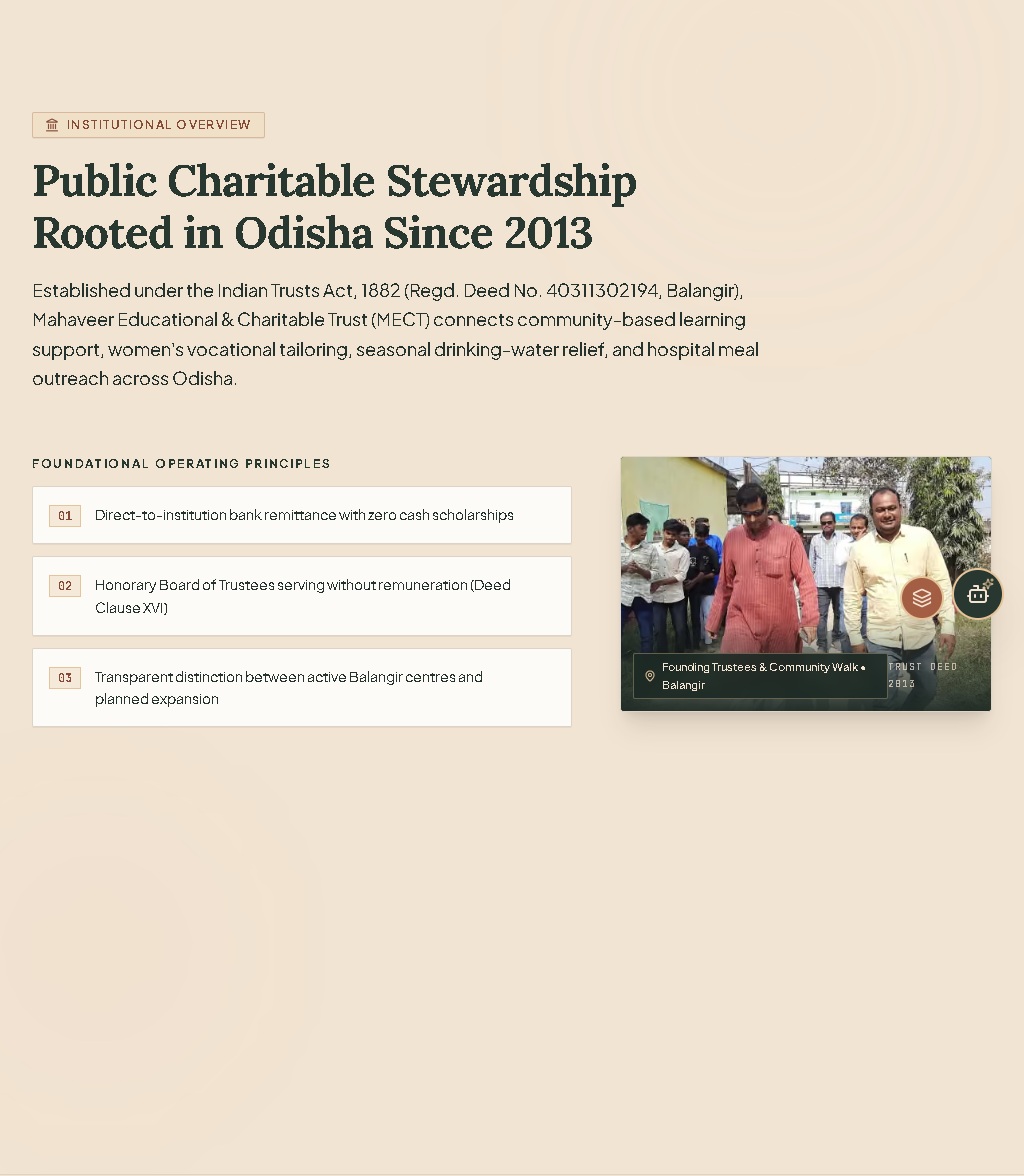 INSTITUTIONAL OVERVIEW
Public Charitable Stewardship
Rooted in Odisha Since 2013
Established under the Indian Trusts Act, 1882 (Regd. Deed No. 40311302194, Balangir),
Mahaveer Educational & Charitable Trust (MECT) connects community-based learning
support, women's vocational tailoring, seasonal drinking-water relief, and hospital meal
outreach across Odisha.
FOUNDATIONAL OPERATING PRINCIPLES
01 Direct-to-institution bank remittance with zero cash scholarships
02 Honorary Board of Trustees serving without remuneration (Deed
Clause XVI)
03 Transparent distinction between active Balangir centres and
planned expansion
Founding Trustees & Community Walk •
Balangir
TRUST DEED
2013